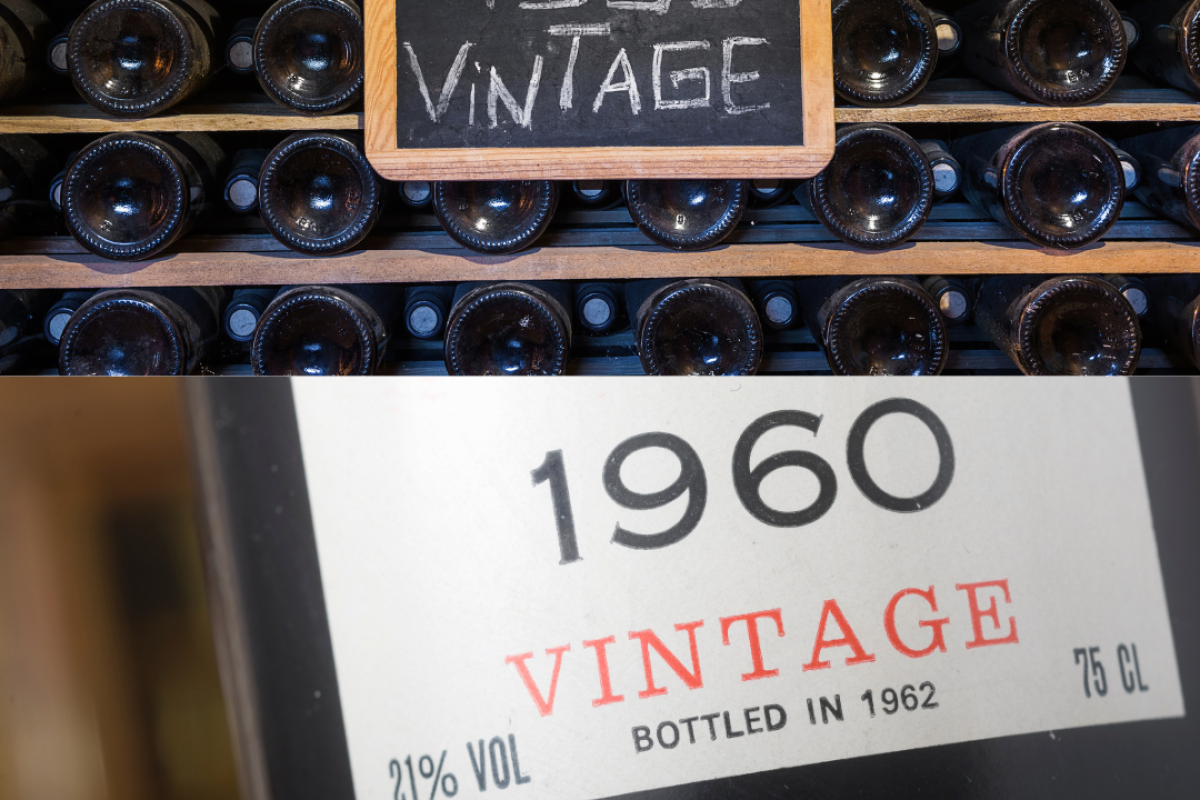 VINTAGE
1960
VINTAGE
BOTTLED IN 1962
75 CL
21% VOL